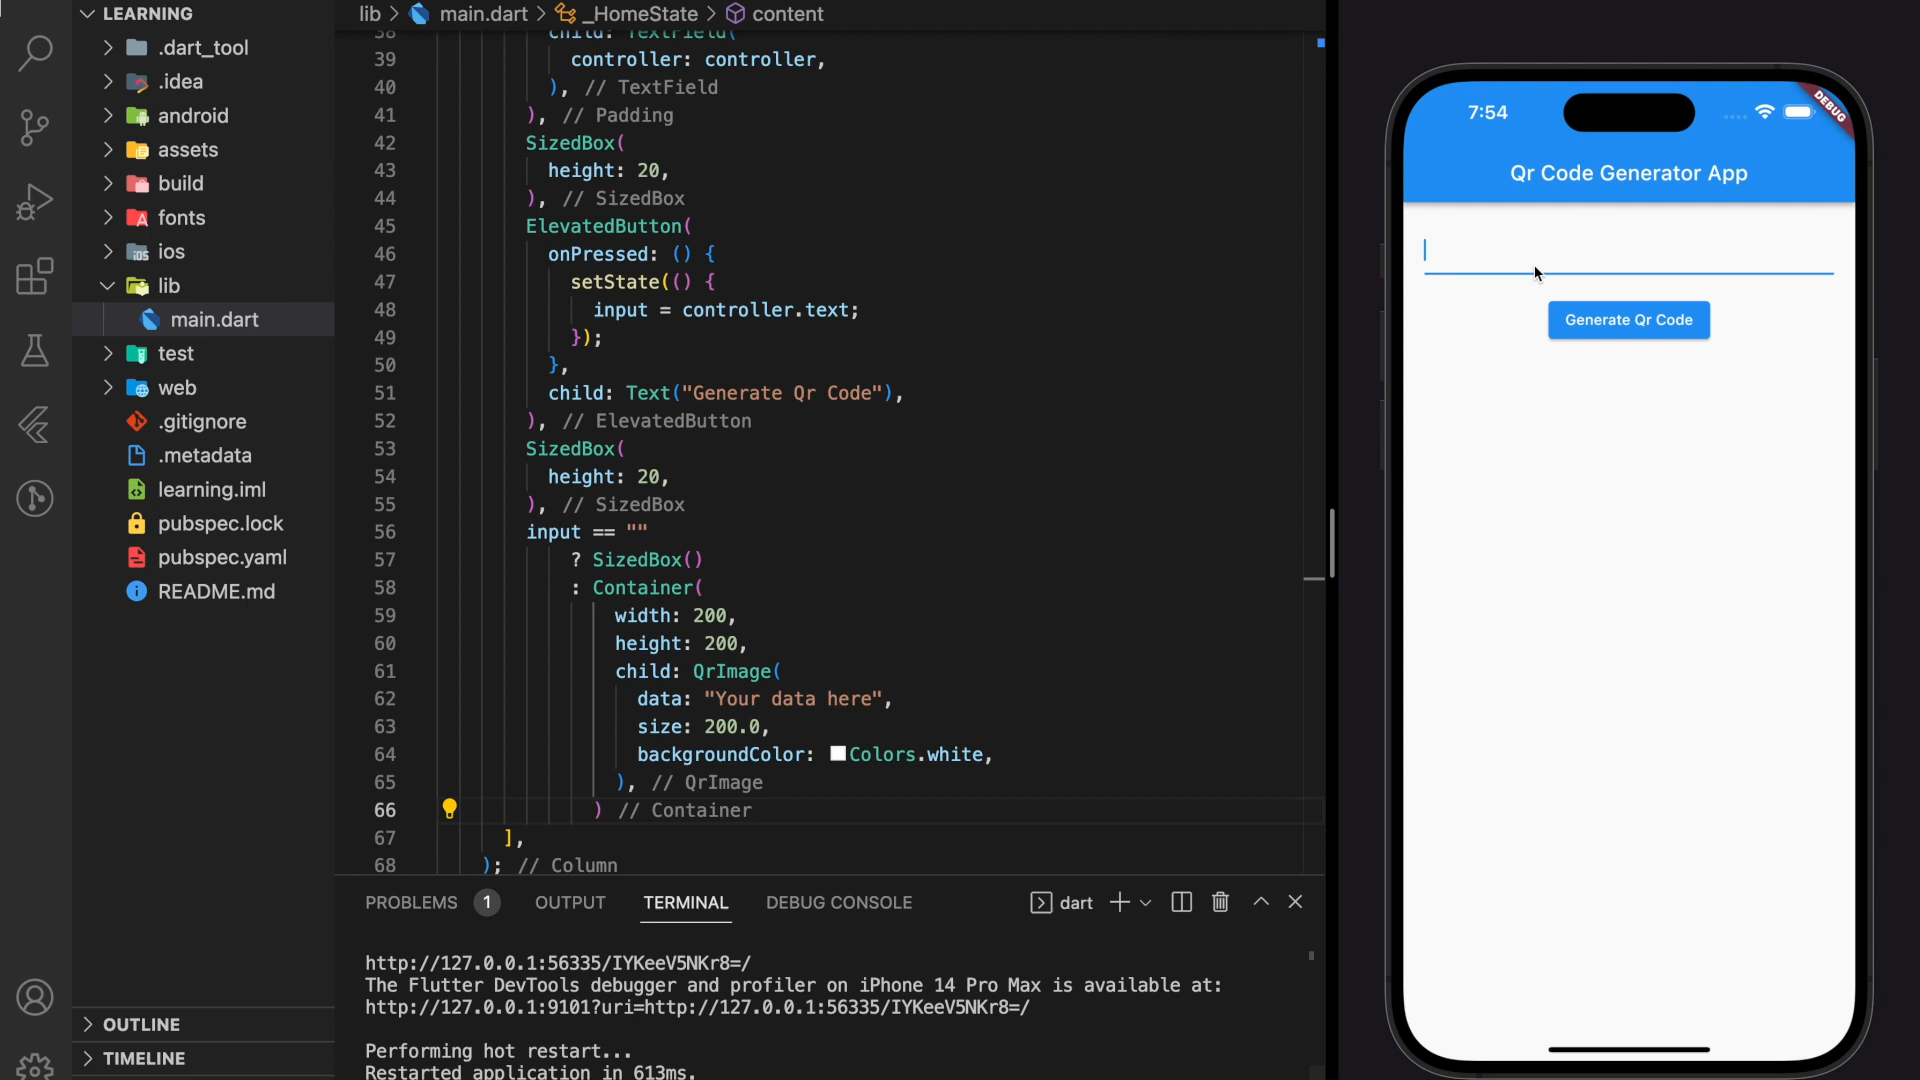 LEARNING
.dart_tool
.idea
android
assets
build
fonts
ios
lib
main.dart
test
web
.gitignore
.metadata
learning.iml
pubspec.lock
pubspec.yaml
README.md
OUTLINE
TIMELINE
lib > main.dart > _HomeState > content
38 child: TextField(
39 controller: controller,
40 ), // TextField
41 ), // Padding
42 SizedBox(
43 height: 20,
44 ), // SizedBox
45 ElevatedButton(
46 onPressed: () {
47 setState(() {
48 input = controller.text;
49 });
50 },
51 child: Text("Generate Qr Code"),
52 ), // ElevatedButton
53 SizedBox(
54 height: 20,
55 ), // SizedBox
56 input == ""
57 ? SizedBox()
58 : Container(
59 width: 200,
60 height: 200,
61 child: QrImage(
62 data: "Your data here",
63 size: 200.0,
64 backgroundColor: Colors.white,
65 ), // QrImage
66 ) // Container
67 ],
68 ); // Column
PROBLEMS 1 OUTPUT TERMINAL DEBUG CONSOLE dart
http://127.0.0.1:56335/IYKeeV5NKr8=/
The Flutter DevTools debugger and profiler on iPhone 14 Pro Max is available at:
http://127.0.0.1:9101?uri=http://127.0.0.1:56335/IYKeeV5NKr8=/
Performing hot restart...
Restarted application in 613ms.
7:54
DEBUG
Qr Code Generator App
Generate Qr Code